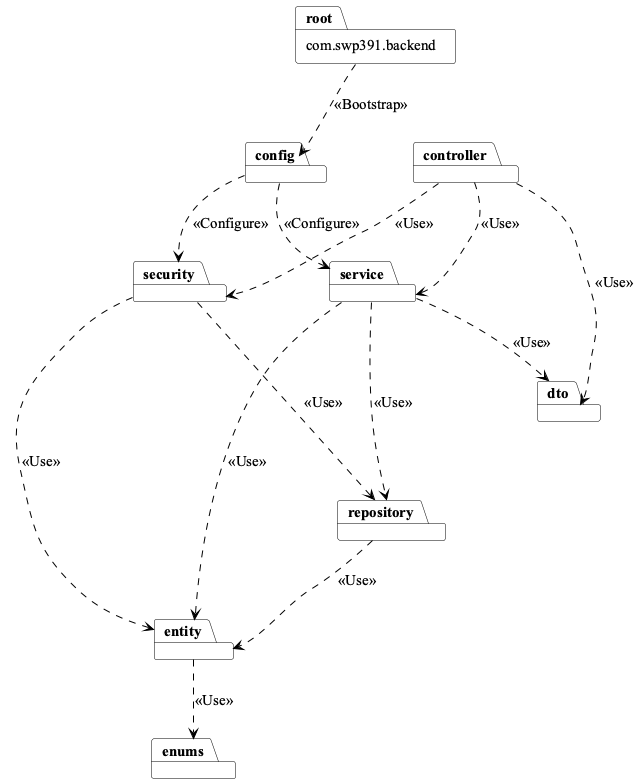 root
com.swp391.backend
«Bootstrap»
config
controller
«Configure»
«Configure»
«Use»
«Use»
security
service
«Use»
«Use»
dto
«Use»
«Use»
«Use»
«Use»
repository
«Use»
entity
«Use»
enums